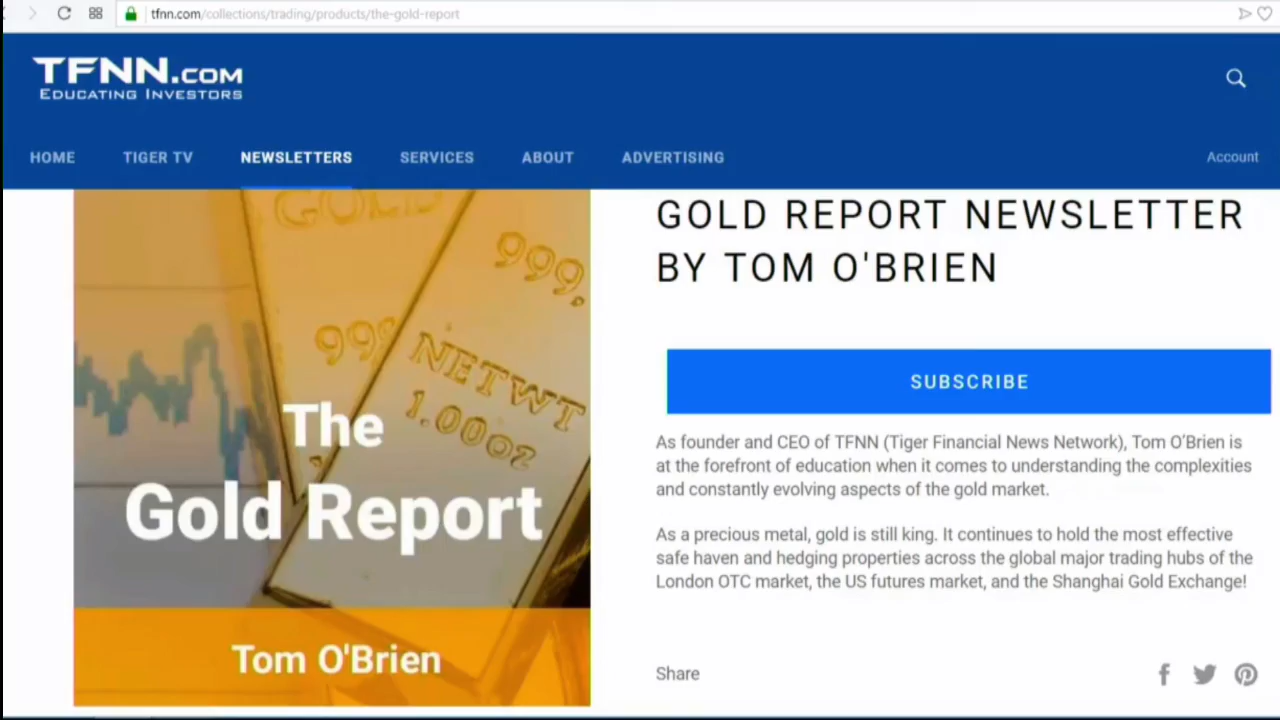 tfnn.com/collections/trading/products/the-gold-report
TFNN.COM
EDUCATING INVESTORS
HOME
TIGER TV
NEWSLETTERS
SERVICES
ABOUT
ADVERTISING
Account
GOLD
999.
999
NETWT
1.00oz
The
Gold Report
Tom O'Brien
GOLD REPORT NEWSLETTER
BY TOM O'BRIEN
SUBSCRIBE
As founder and CEO of TFNN (Tiger Financial News Network), Tom O'Brien is
at the forefront of education when it comes to understanding the complexities
and constantly evolving aspects of the gold market.
As a precious metal, gold is still king. It continues to hold the most effective
safe haven and hedging properties across the global major trading hubs of the
London OTC market, the US futures market, and the Shanghai Gold Exchange!
Share